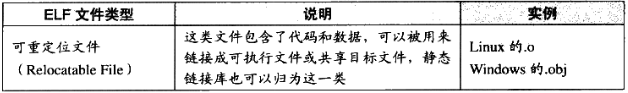 ELF 文件类型
说明
实例
可重定位文件
（Relocatable File）
这类文件包含了代码和数据，可以被用来
链接成可执行文件或共享目标文件，静态
链接库也可以归为这一类
Linux 的.o
Windows 的.obj